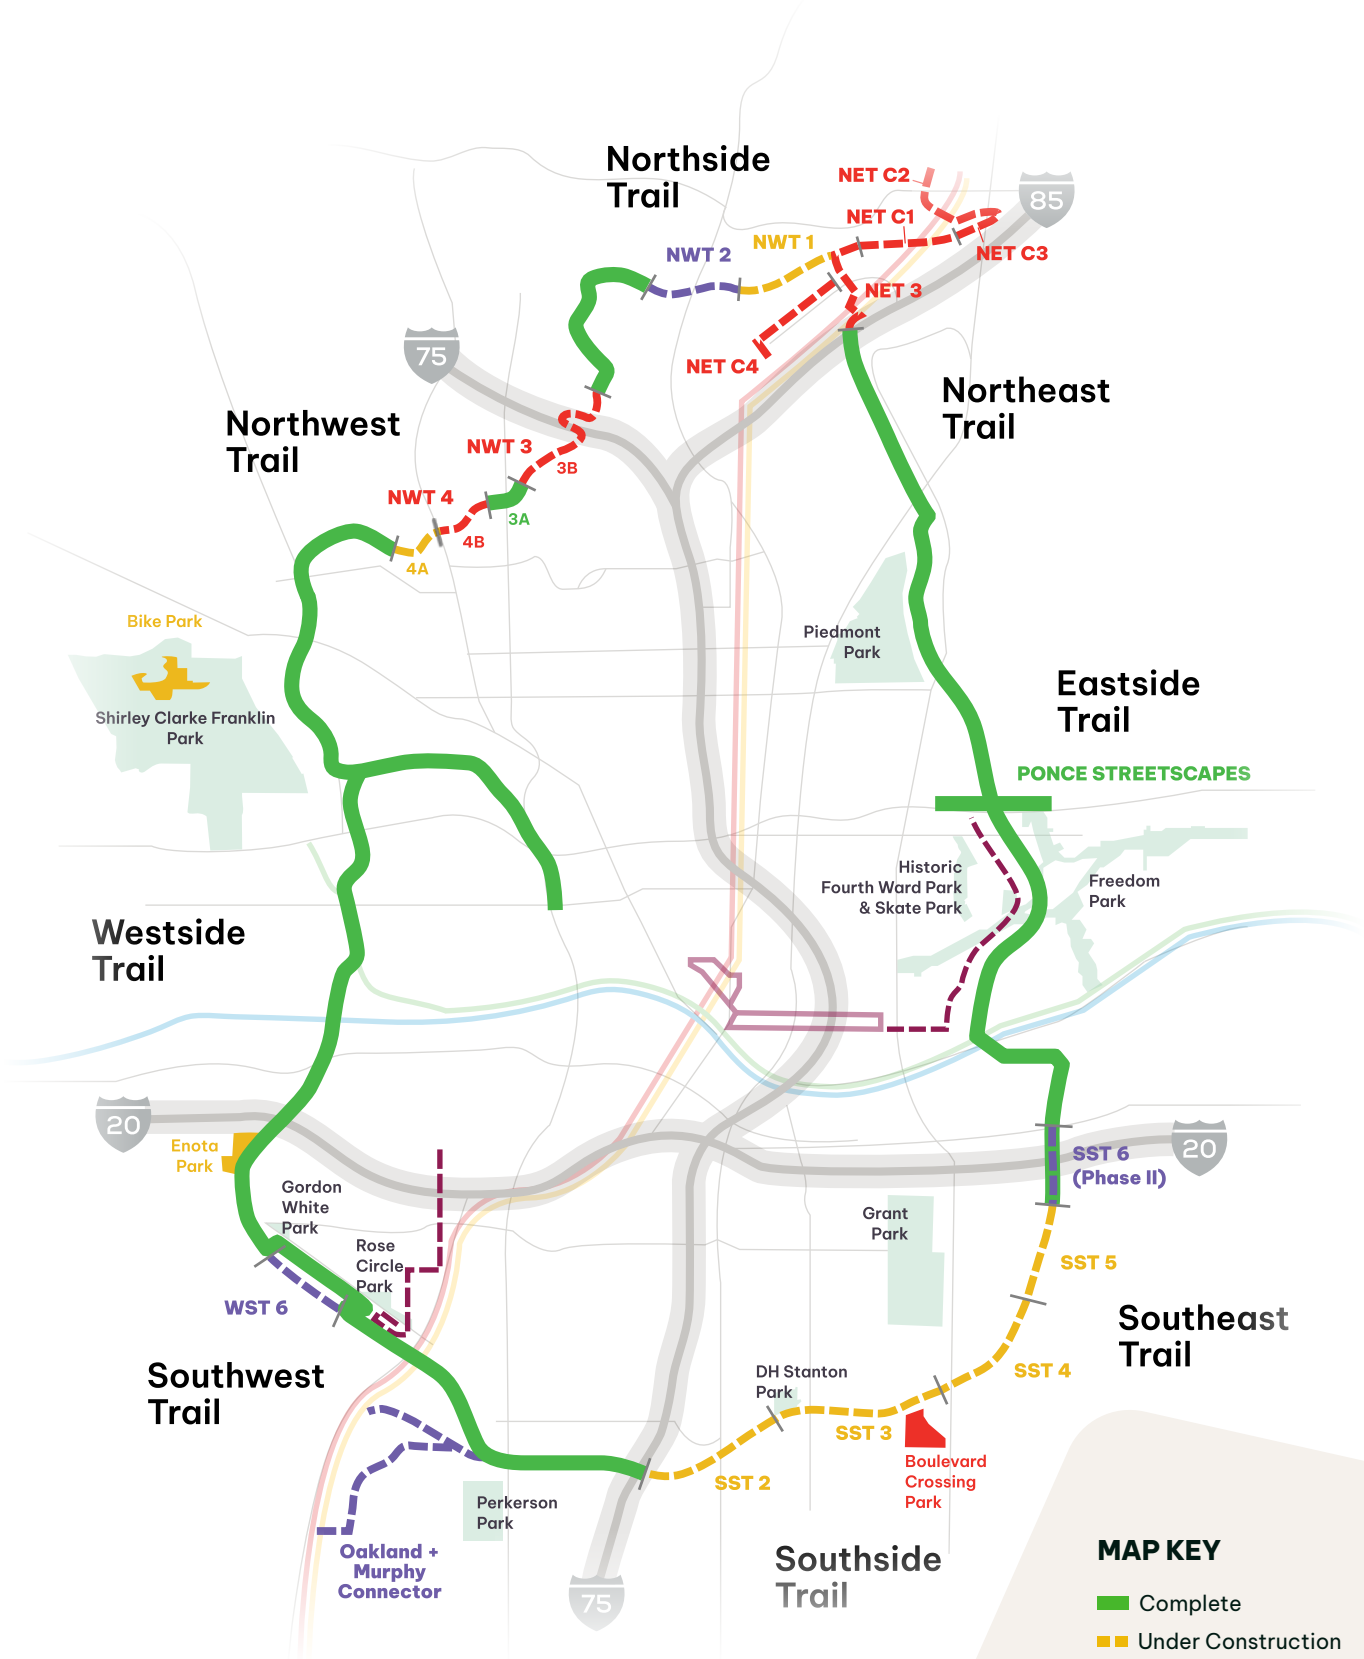 Northside
Trail
NET C2
85
NET C1
NWT 1
NWT 2
NET C3
NET 3
75
NET C4
Northeast
Trail
Northwest
Trail
NWT 3
3B
NWT 4
3A
4B
4A
Bike Park
Piedmont
Park
Shirley Clarke Franklin
Park
Eastside
Trail
PONCE STREETSCAPES
Historic
Fourth Ward Park
& Skate Park
Freedom
Park
Westside
Trail
20
Enota
Park
20
SST 6
(Phase II)
Gordon
White
Park
Grant
Park
Rose
Circle
Park
SST 5
WST 6
Southeast
Trail
Southwest
Trail
DH Stanton
Park
SST 4
SST 3
Boulevard
Crossing
Park
SST 2
Perkerson
Park
Oakland +
Murphy
Connector
Southside
Trail
75
MAP KEY
Complete
Under Construction